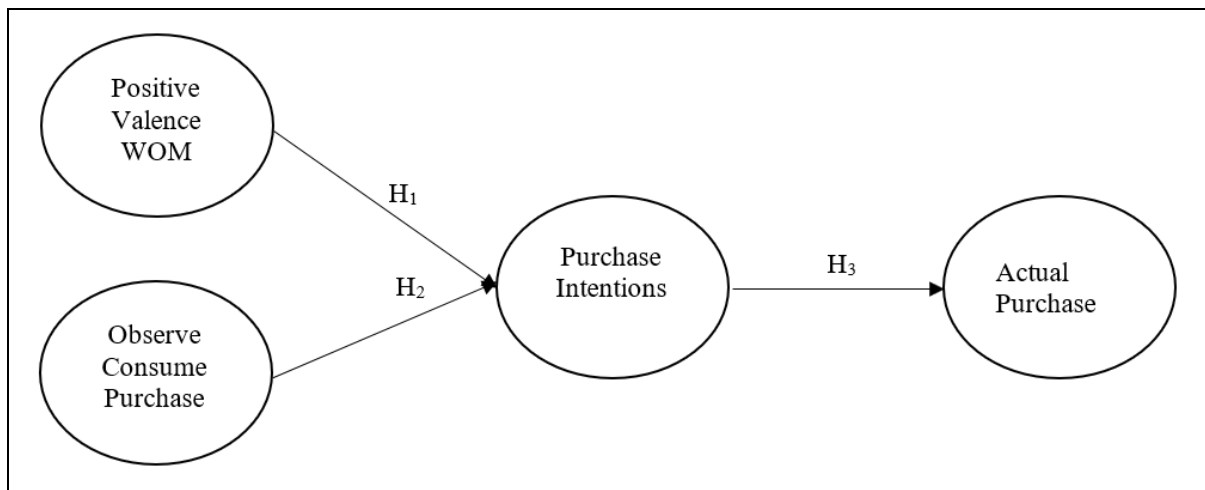 Positive
Valence
WOM
H₁
Observe
Consume
Purchase
H₂
Purchase
Intentions
H₃
Actual
Purchase